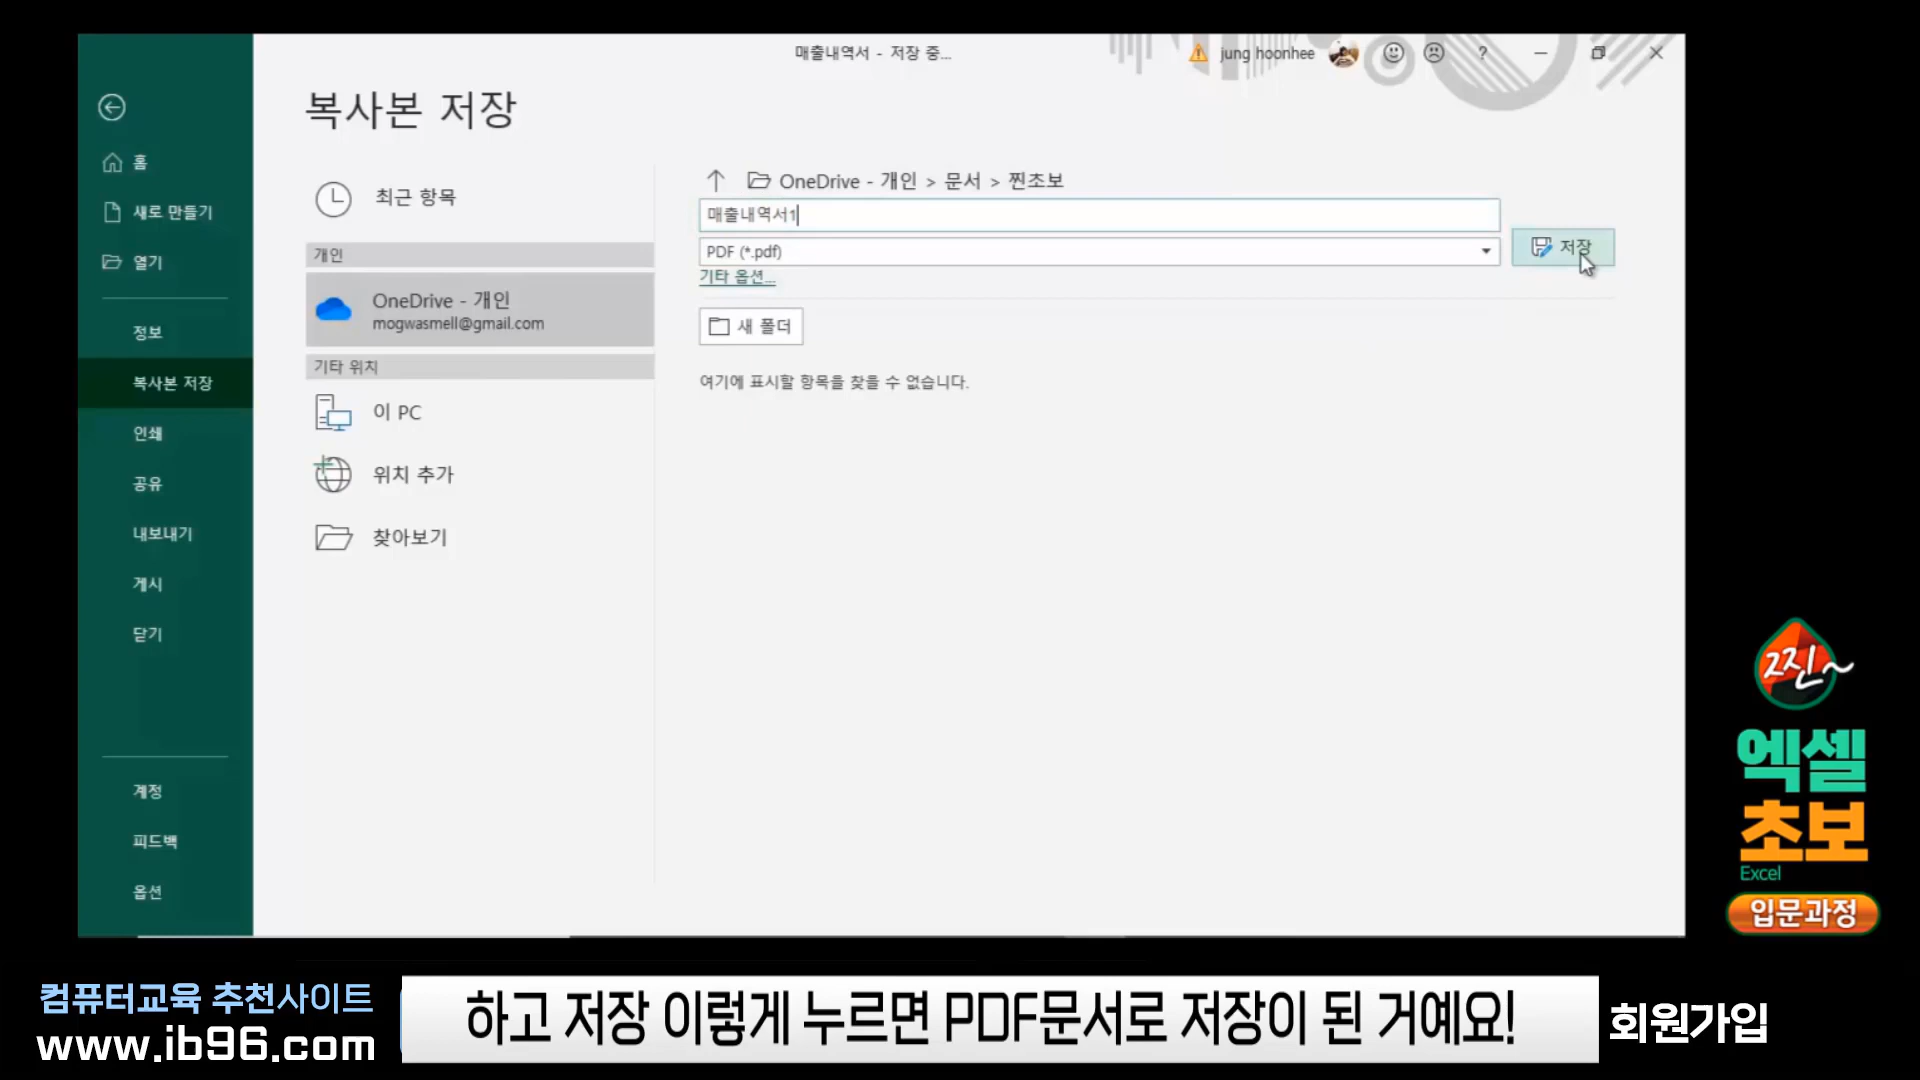 매출내역서 - 저장 중...
jung hoonhee
?
복사본 저장
홈
새로 만들기
열기
정보
복사본 저장
인쇄
공유
내보내기
게시
닫기
계정
피드백
옵션
최근 항목
개인
OneDrive - 개인
mogwasmell@gmail.com
기타 위치
이 PC
위치 추가
찾아보기
OneDrive - 개인 > 문서 > 찐초보
매출내역서1
PDF (*.pdf)
저장
기타 옵션...
새 폴더
여기에 표시할 항목을 찾을 수 없습니다.
2진~
엑셀
초보
Excel
입문과정
컴퓨터교육 추천사이트
www.ib96.com
하고 저장 이렇게 누르면 PDF문서로 저장이 된 거예요!
회원가입